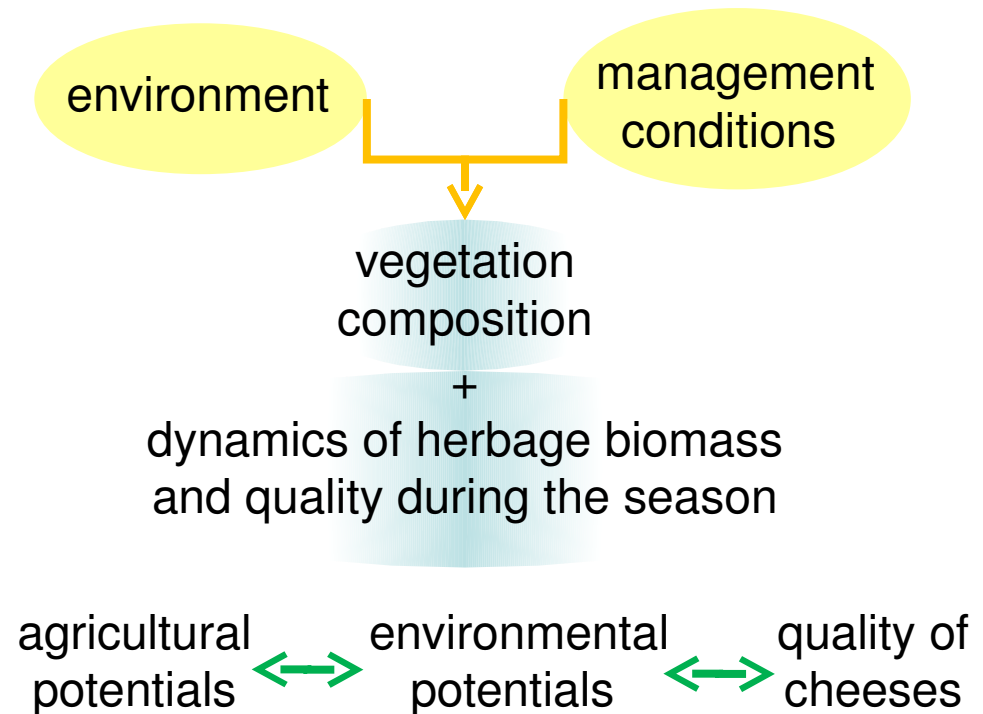 environment
management
conditions
vegetation
composition
+
dynamics of herbage biomass
and quality during the season
agricultural
potentials
environmental
potentials
quality of
cheeses